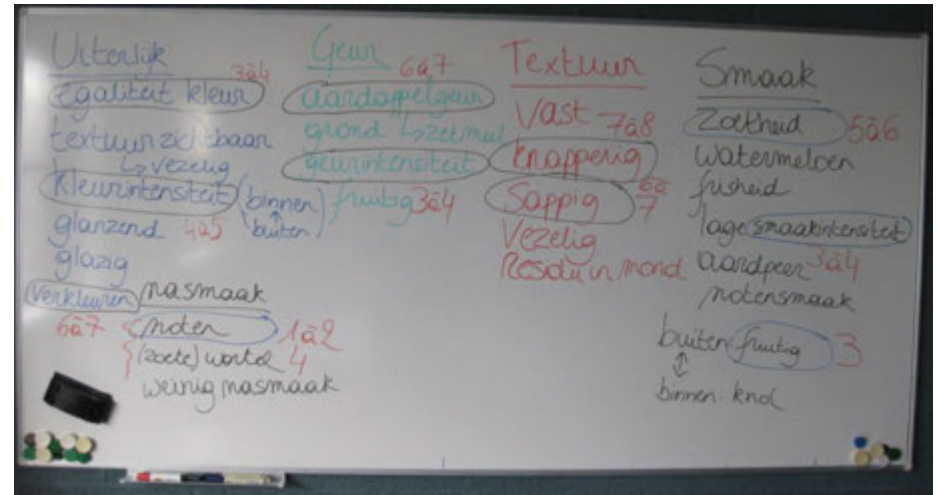 Uiterlijk
3à4
egaliteit kleur
textuur zichtbaar
↳ vezelig
kleurintensiteit (binnen
↕
buiten)
glanzend 4à5
glazig
verkleuren
6à7
nasmaak
noten 1à2
(zoete) wortel 4
weinig nasmaak
Geur
6à7
aardappelgeur
grond ↳zetmeel
geurintensiteit
fruitig 3à4
Textuur
Vast 7à8
knapperig
Sappig 6à7
Vezelig
Residu in mond
Smaak
Zoetheid 5à6
watermeloen
frisheid
lage smaakintensiteit
aardpeer 3à4
notensmaak
buiten: fruitig 3
↕
binnen: knol